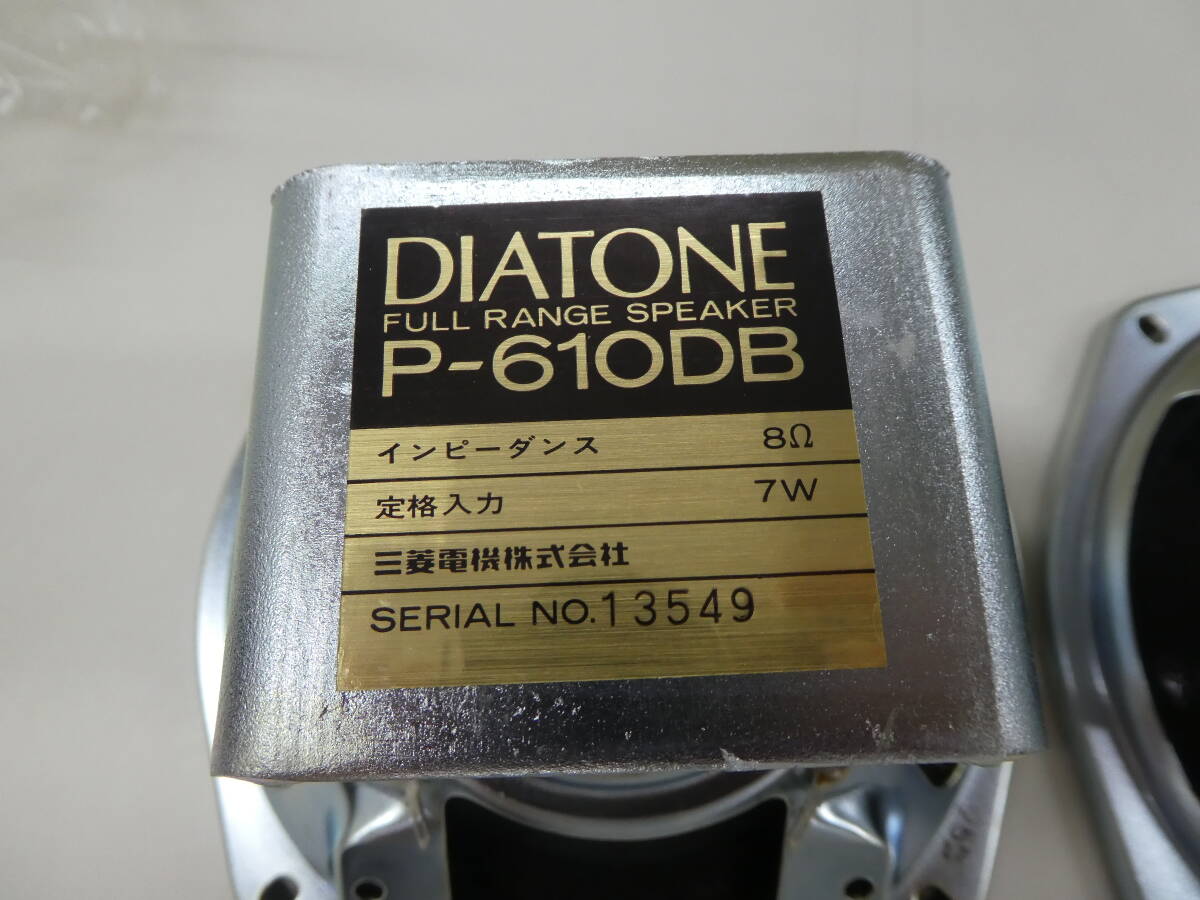 DIATONE
FULL RANGE SPEAKER
P-610DB
インピーダンス 8Ω
定格入力 7W
三菱電機株式会社
SERIAL NO.13549